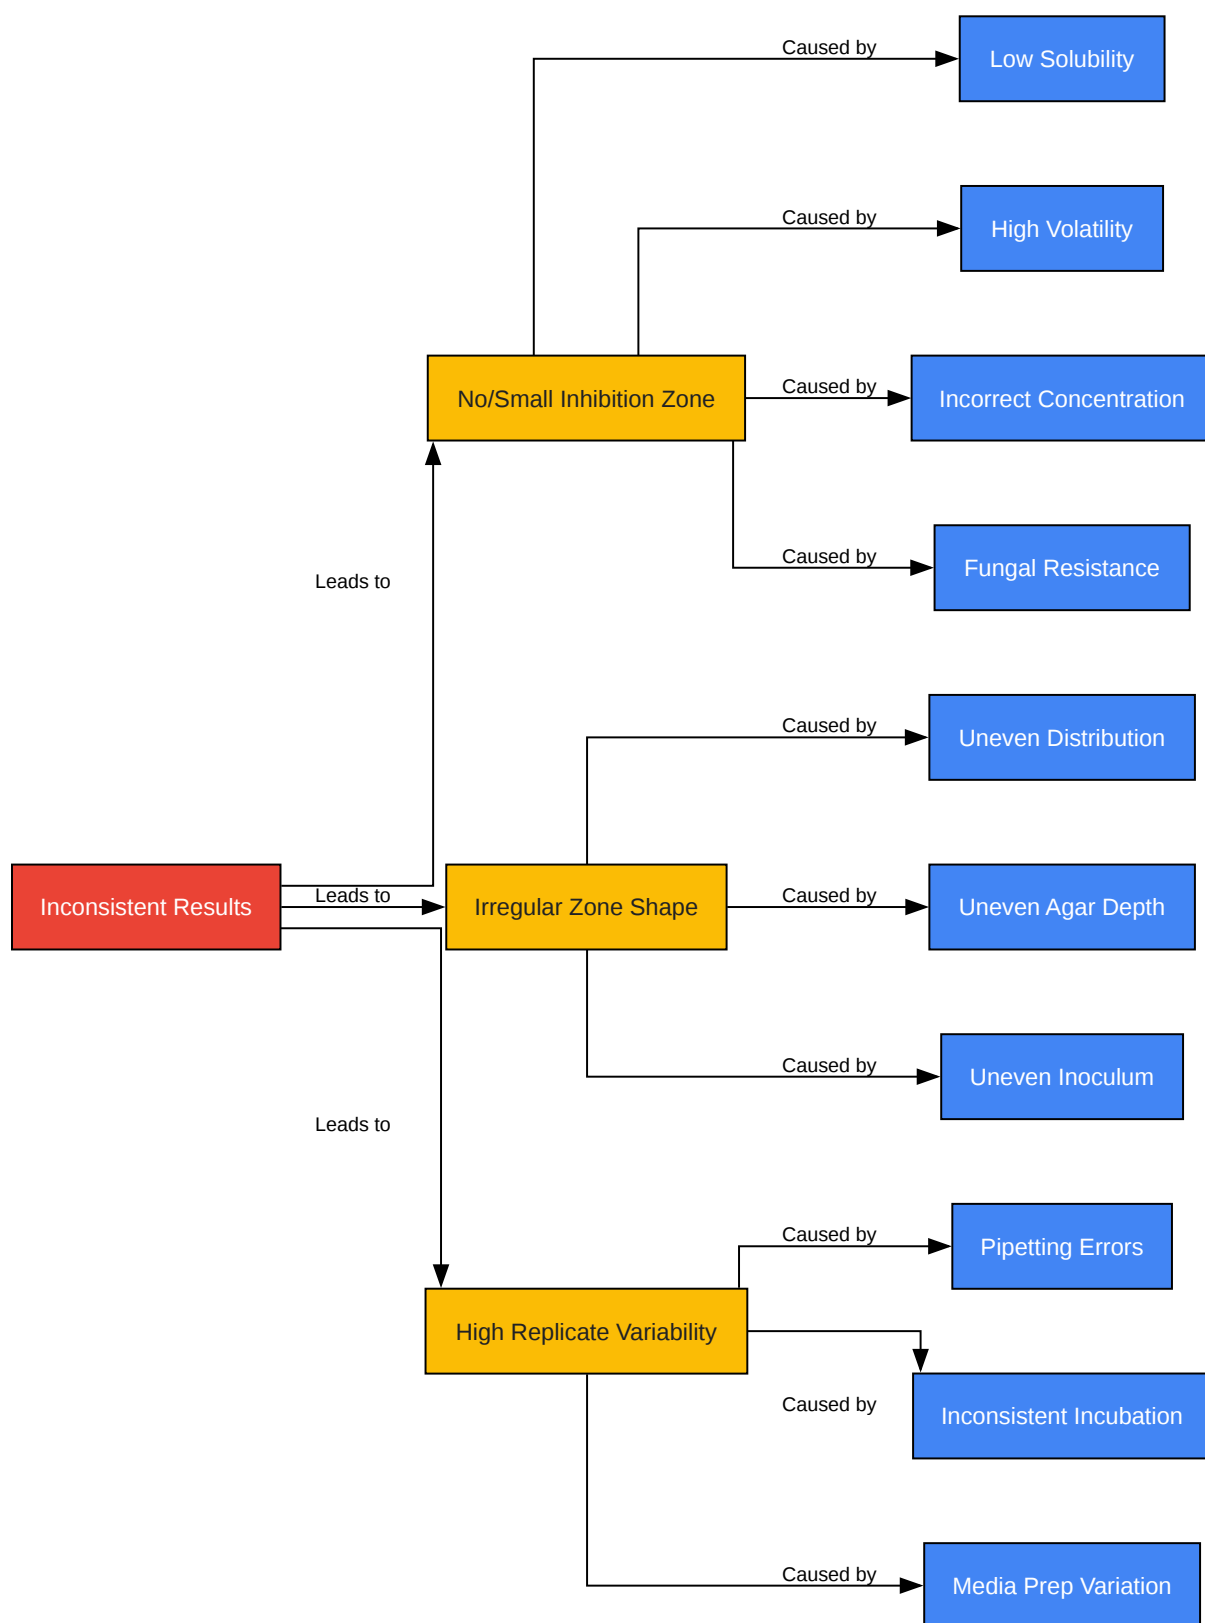 Caused by
Low Solubility
Caused by
High Volatility
No/Small Inhibition Zone
Caused by
Incorrect Concentration
Caused by
Fungal Resistance
Leads to
Caused by
Uneven Distribution
Inconsistent Results
Leads to
Irregular Zone Shape
Caused by
Uneven Agar Depth
Caused by
Uneven Inoculum
Leads to
Caused by
Pipetting Errors
High Replicate Variability
Caused by
Inconsistent Incubation
Caused by
Media Prep Variation